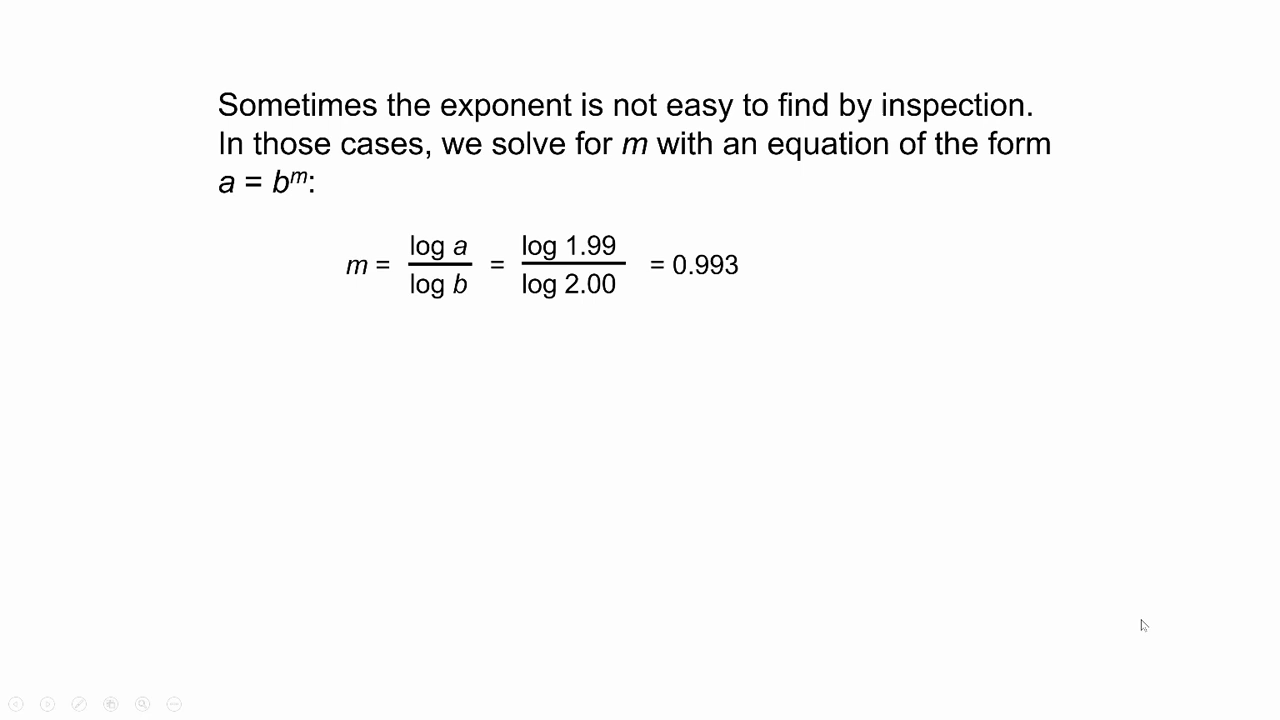 Sometimes the exponent is not easy to find by inspection.
In those cases, we solve for m with an equation of the form
a = bᵐ:
m = log a / log b = log 1.99 / log 2.00 = 0.993